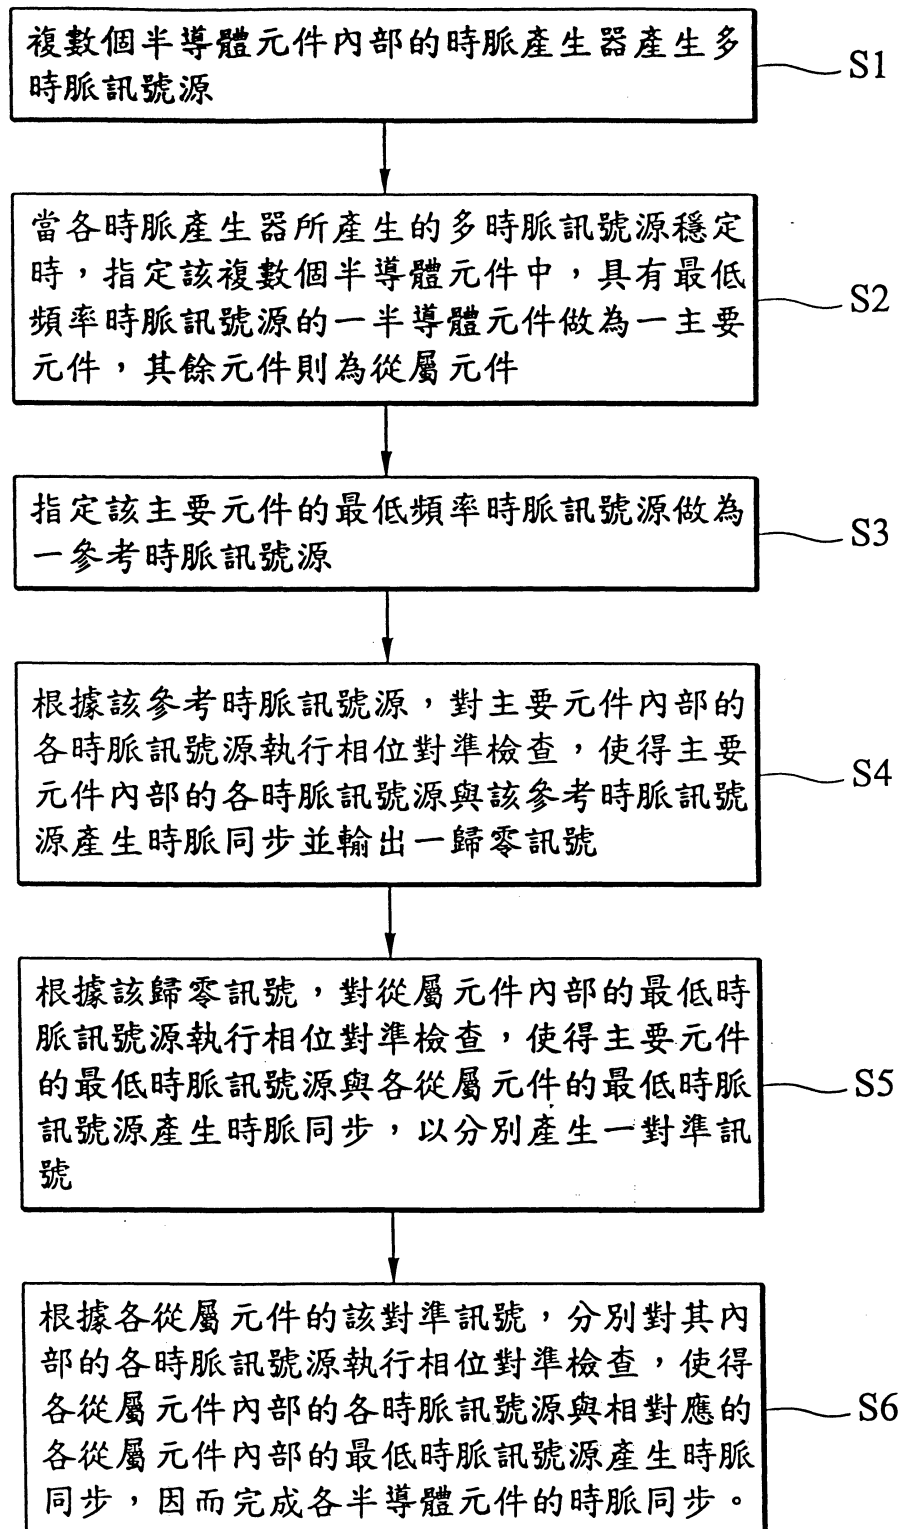 複數個半導體元件內部的時脈產生器產生多
時脈訊號源
S1
當各時脈產生器所產生的多時脈訊號源穩定
時，指定該複數個半導體元件中，具有最低
頻率時脈訊號源的一半導體元件做為一主要
元件，其餘元件則為從屬元件
S2
指定該主要元件的最低頻率時脈訊號源做為
一參考時脈訊號源
S3
根據該參考時脈訊號源，對主要元件內部的
各時脈訊號源執行相位對準檢查，使得主要
元件內部的各時脈訊號源與該參考時脈訊號
源產生時脈同步並輸出一歸零訊號
S4
根據該歸零訊號，對從屬元件內部的最低時
脈訊號源執行相位對準檢查，使得主要元件
的最低時脈訊號源與各從屬元件的最低時脈
訊號源產生時脈同步，以分別產生一對準訊
號
S5
根據各從屬元件的該對準訊號，分別對其內
部的各時脈訊號源執行相位對準檢查，使得
各從屬元件內部的各時脈訊號源與相對應的
各從屬元件內部的最低時脈訊號源產生時脈
同步，因而完成各半導體元件的時脈同步。
S6